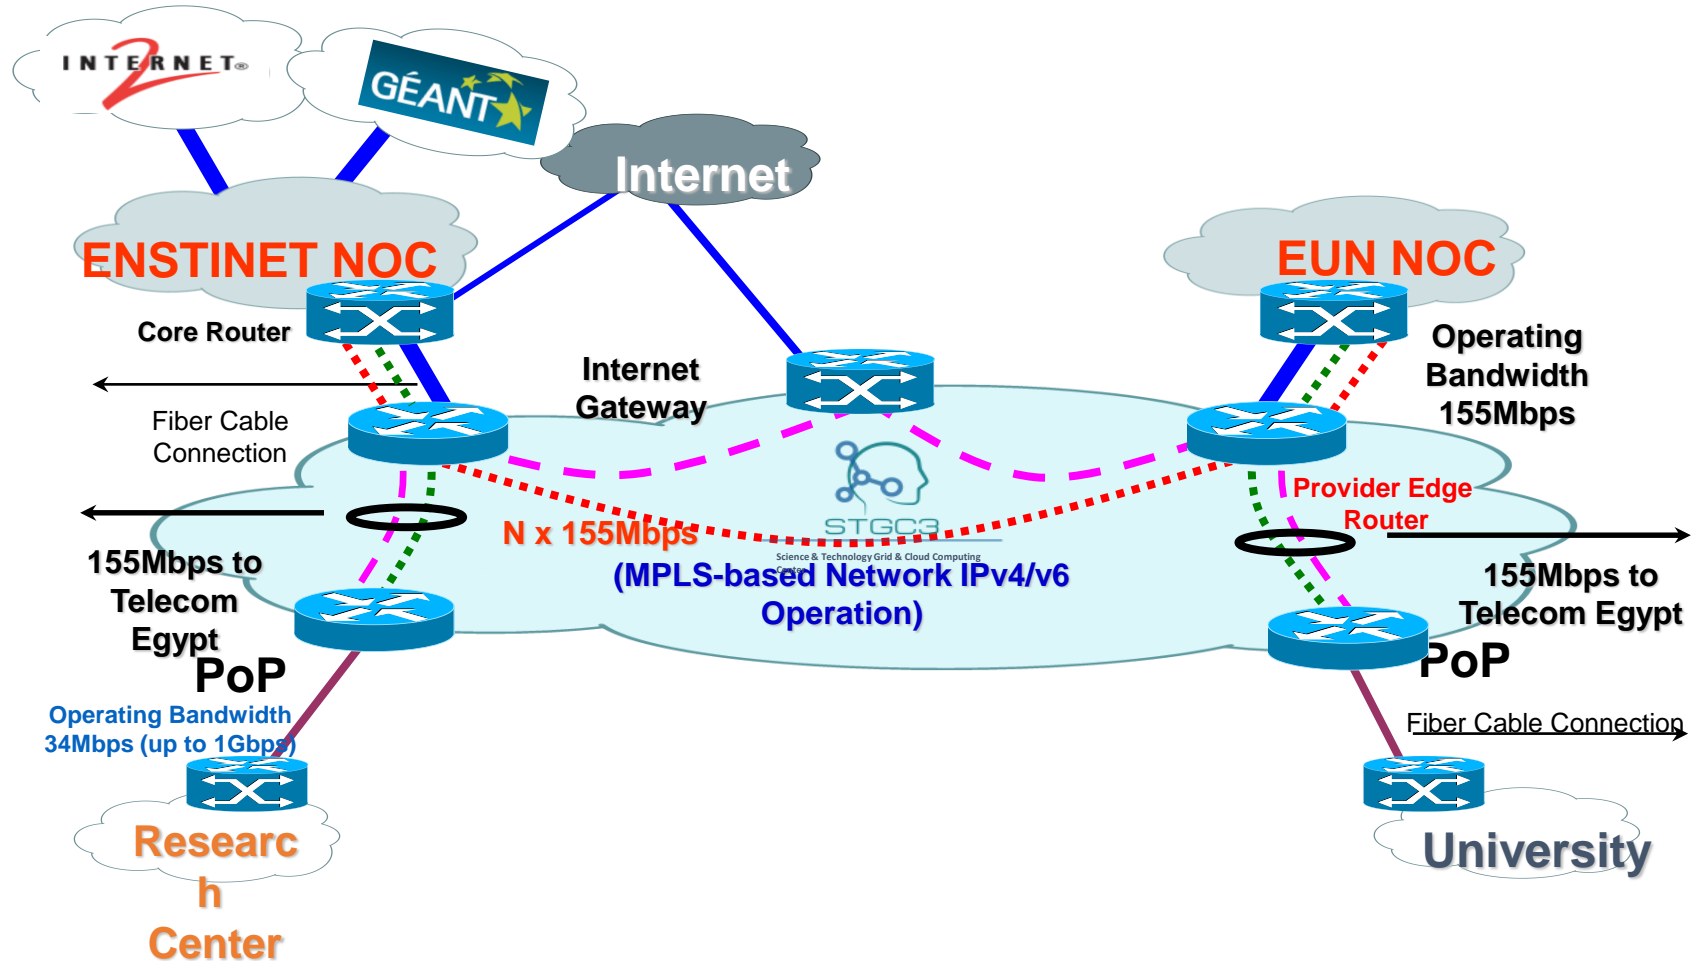 INTERNET®
2
GÉANT
Internet
ENSTINET NOC
EUN NOC
Core Router
Operating
Bandwidth
155Mbps
Internet
Gateway
Fiber Cable
Connection
Provider Edge
Router
STGC3
N x 155Mbps
Science & Technology Grid & Cloud Computing
Center
(MPLS-based Network IPv4/v6
Operation)
155Mbps to
Telecom
Egypt
155Mbps to
Telecom Egypt
PoP
PoP
Operating Bandwidth
34Mbps (up to 1Gbps)
Fiber Cable Connection
Researc
h
Center
University